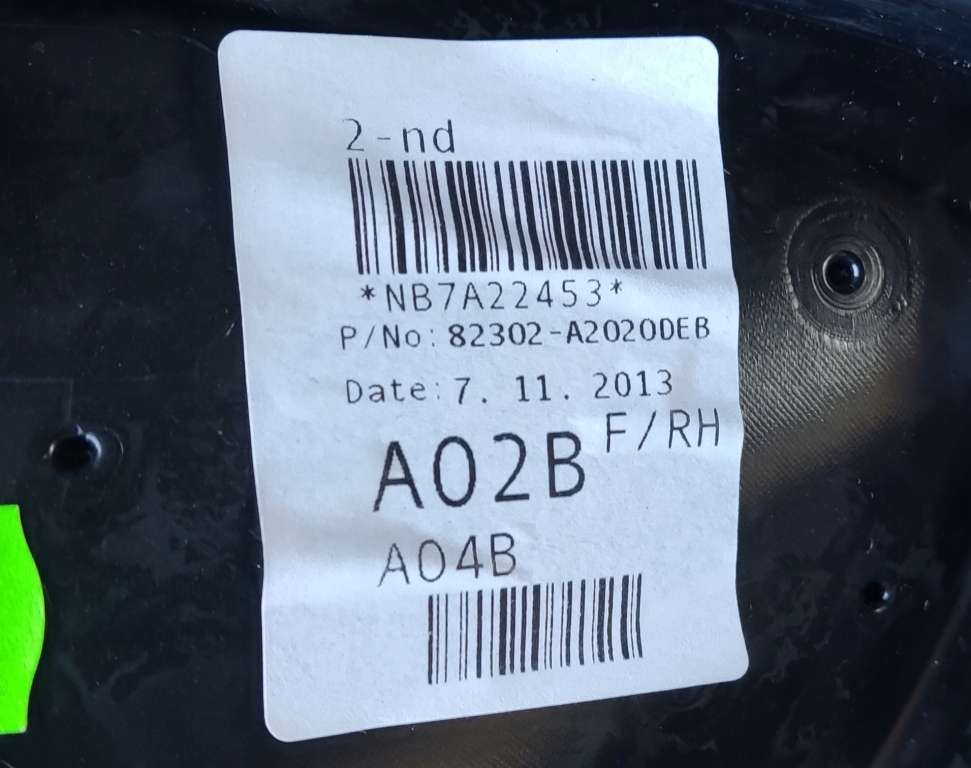 2-nd
*NB7A22453*
P/No: 82302-A2020DEB
Date: 7. 11. 2013
F/RH
A02B
A04B